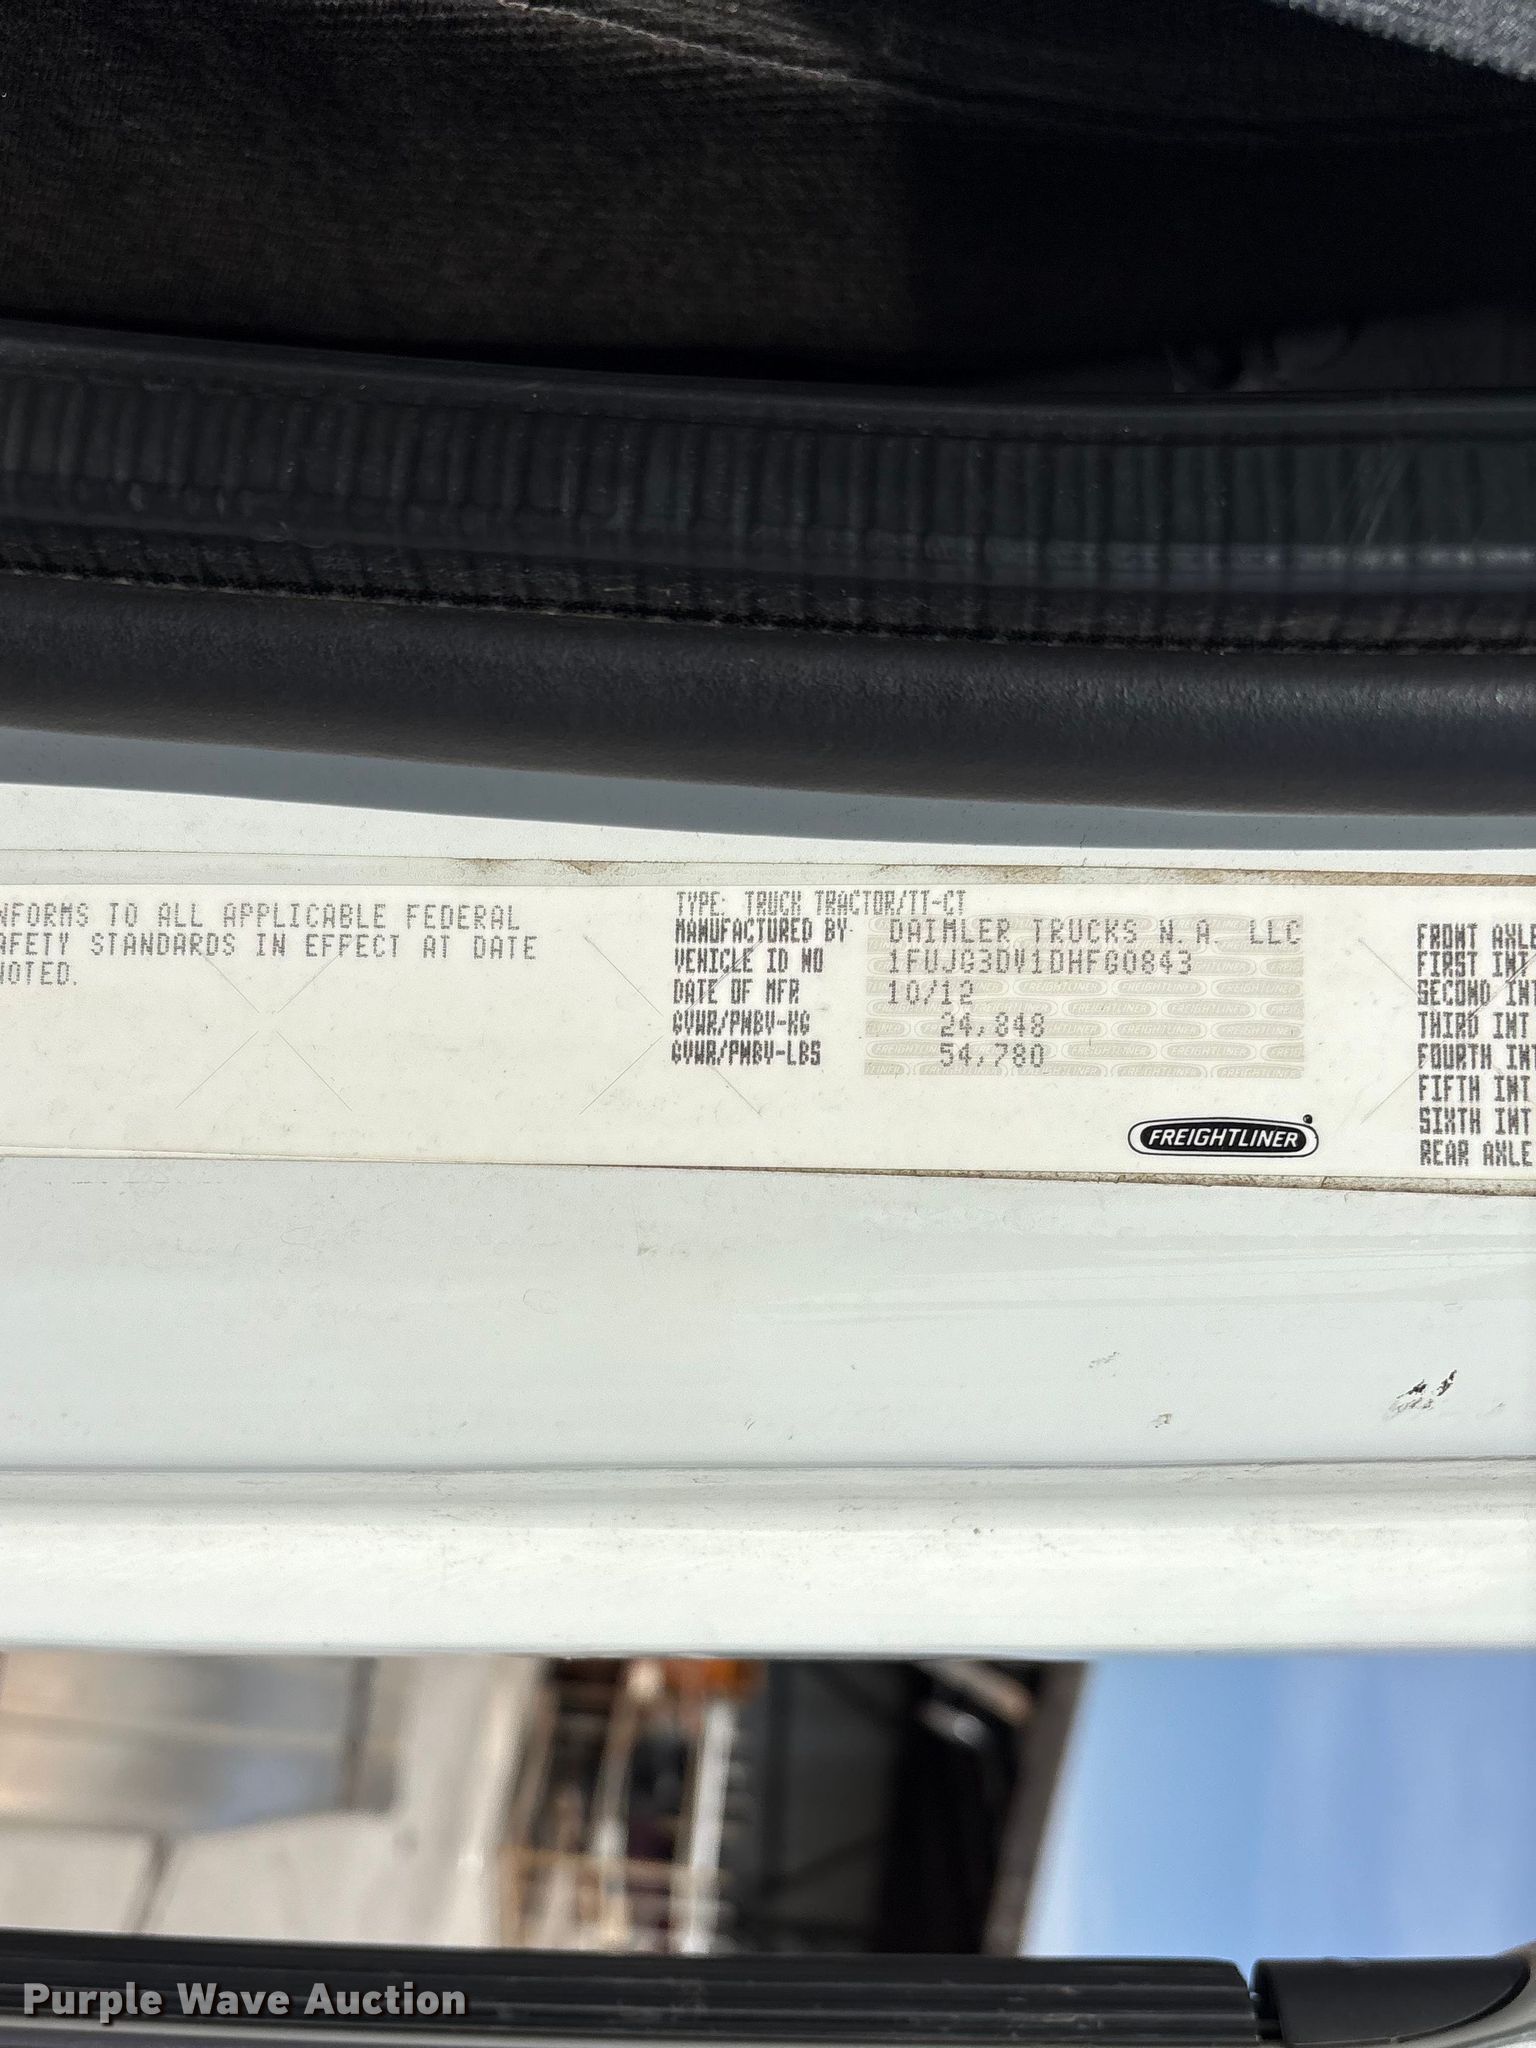 NFORMS TO ALL APPLICABLE FEDERAL
AFETY STANDARDS IN EFFECT AT DATE
NOTED.
TYPE: TRUCK TRACTOR/TT-CT
MANUFACTURED BY DAIMLER TRUCKS N.A. LLC
VEHICLE ID NO 1FUJG3DV1DHFG0843
DATE OF MFR 10/12
GVWR/PNBV-KG 24,848
GVWR/PNBV-LBS 54,780
FREIGHTLINER
FRONT AXLE
FIRST INT
SECOND INT
THIRD INT
FOURTH INT
FIFTH INT
SIXTH INT
REAR AXLE
Purple Wave Auction